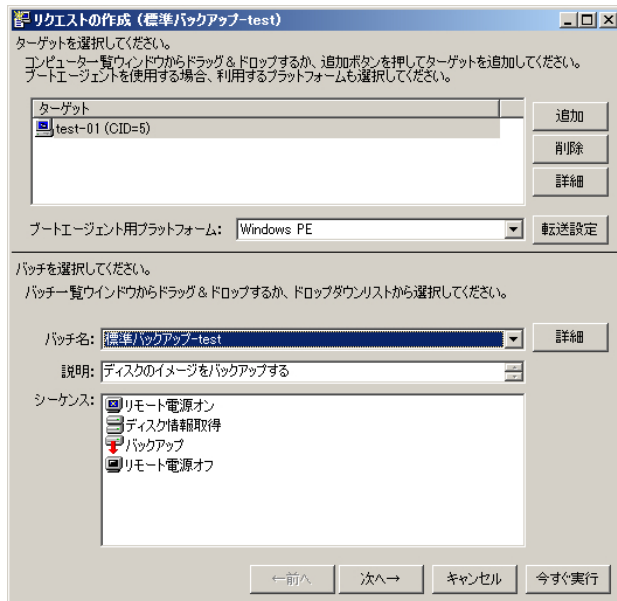 リクエストの作成 (標準バックアップ-test)
ターゲットを選択してください。
コンピューター覧ウィンドウからドラッグ＆ドロップするか、追加ボタンを押してターゲットを追加してください。
ブートエージェントを使用する場合、利用するプラットフォームも選択してください。
ターゲット
追加
test-01 (CID=5)
削除
詳細
ブートエージェント用プラットフォーム:
Windows PE
転送設定
バッチを選択してください。
バッチ一覧ウインドウからドラッグ＆ドロップするか、ドロップダウンリストから選択してください。
バッチ名:
標準バックアップ-test
詳細
説明:
ディスクのイメージをバックアップする
シーケンス:
リモート電源オン
ディスク情報取得
バックアップ
リモート電源オフ
←前へ
次へ→
キャンセル
今すぐ実行